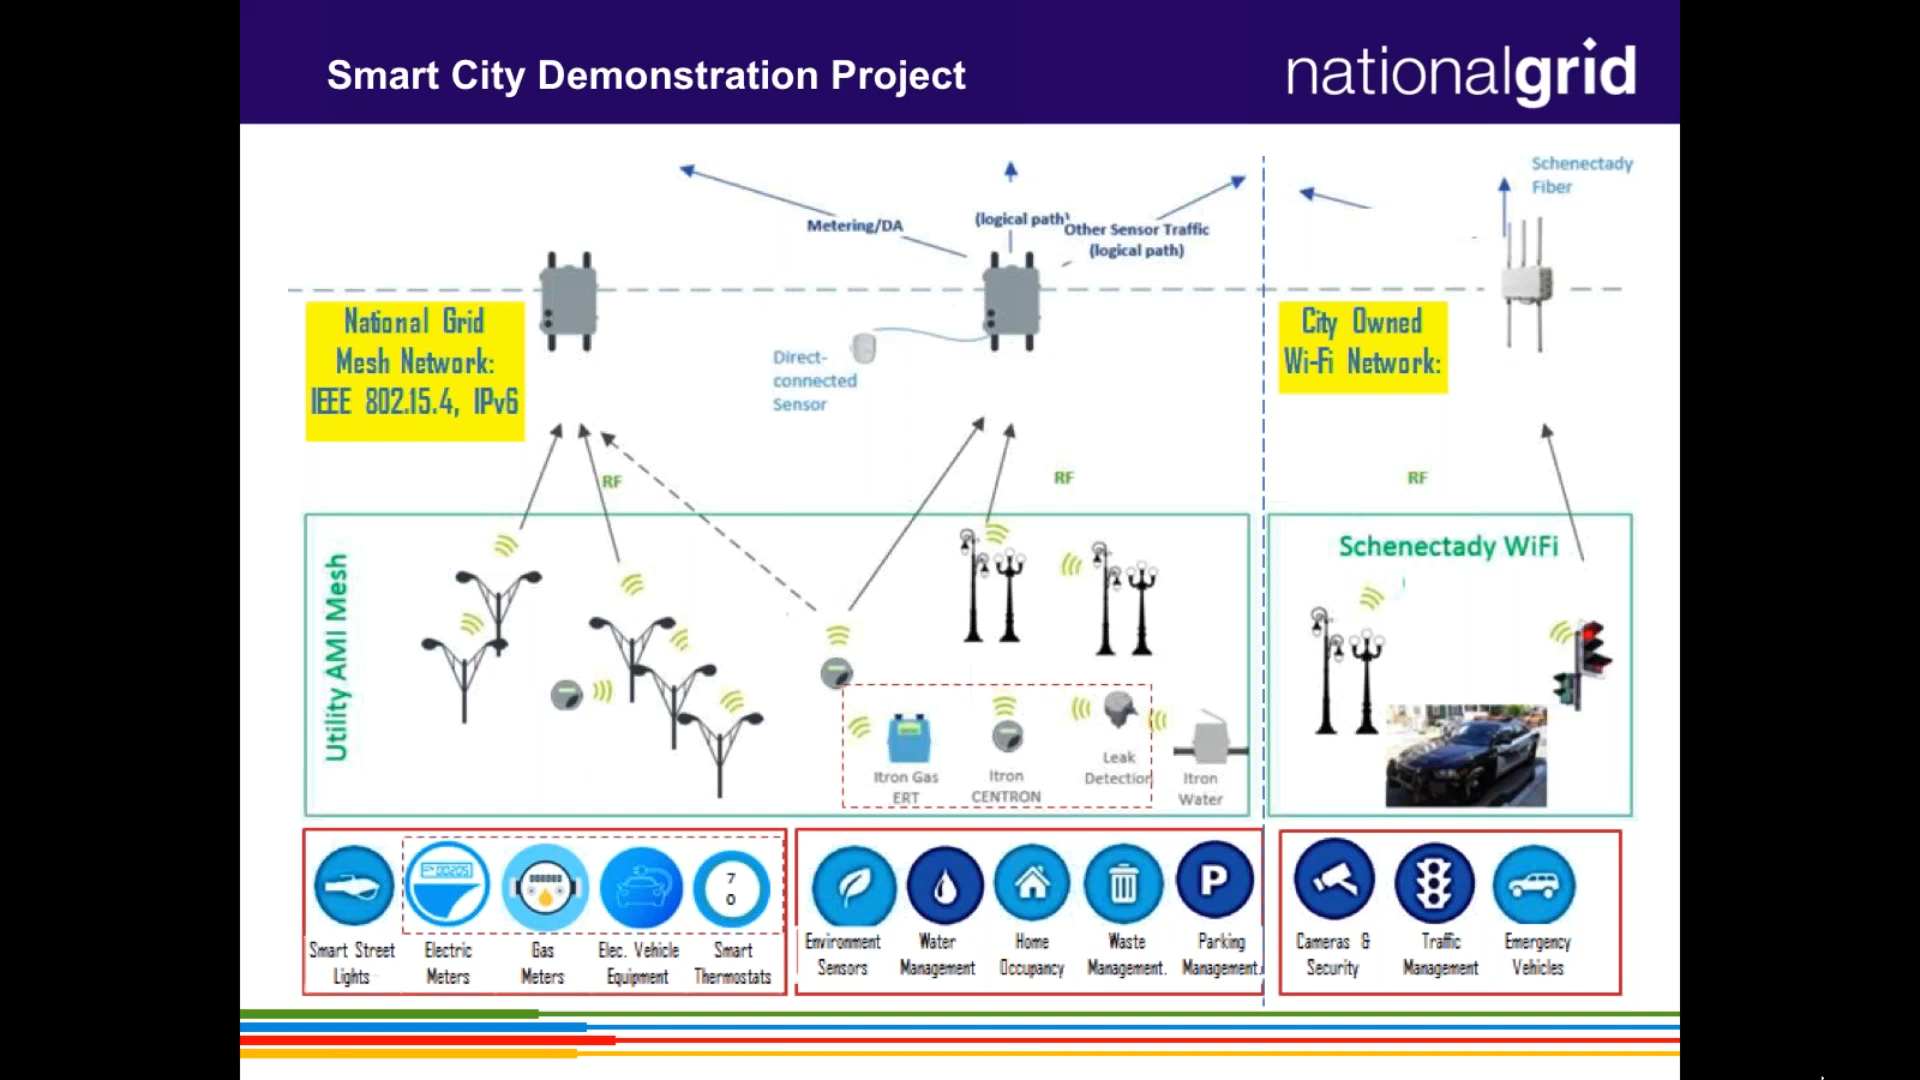 Smart City Demonstration Project
nationalgrid
Schenectady
Fiber
Metering/DA
(logical path)
Other Sensor Traffic
(logical path)
National Grid
Mesh Network:
IEEE 802.15.4, IPv6
Direct-
connected
Sensor
City Owned
Wi-Fi Network:
RF
RF
RF
Utility AMI Mesh
Schenectady WiFi
Itron Gas
ERT
Itron
CENTRON
Leak
Detection
Itron
Water
00205
7
0
P
Smart Street
Lights
Electric
Meters
Gas
Meters
Elec. Vehicle
Equipment
Smart
Thermostats
Environment
Sensors
Water
Management
Home
Occupancy
Waste
Management.
Parking
Management.
Cameras &
Security
Traffic
Management
Emergency
Vehicles